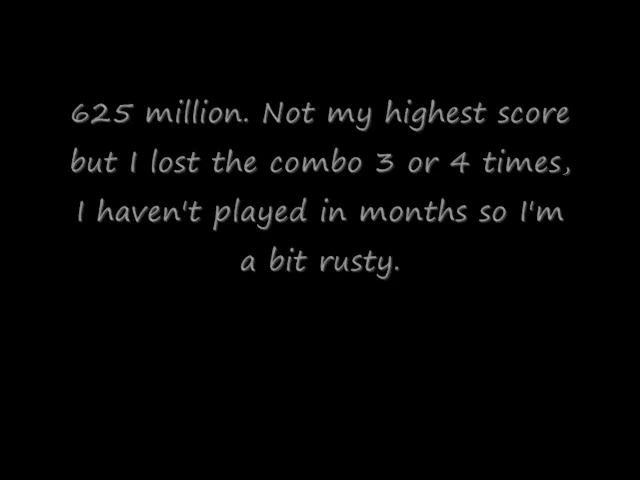 625 million. Not my highest score
but I lost the combo 3 or 4 times,
I haven't played in months so I'm
a bit rusty.